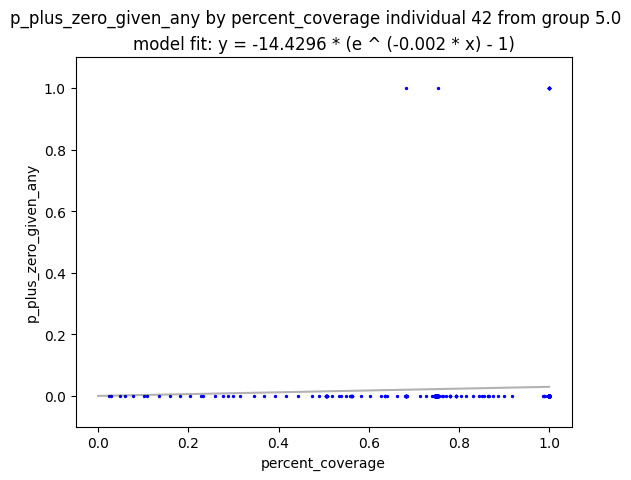 p_plus_zero_given_any by percent_coverage individual 42 from group 5.0
model fit: y = -14.4296 * (e ^ (-0.002 * x) - 1)
1.0
0.8
0.6
0.4
0.2
0.0
p_plus_zero_given_any
0.0 0.2 0.4 0.6 0.8 1.0
percent_coverage